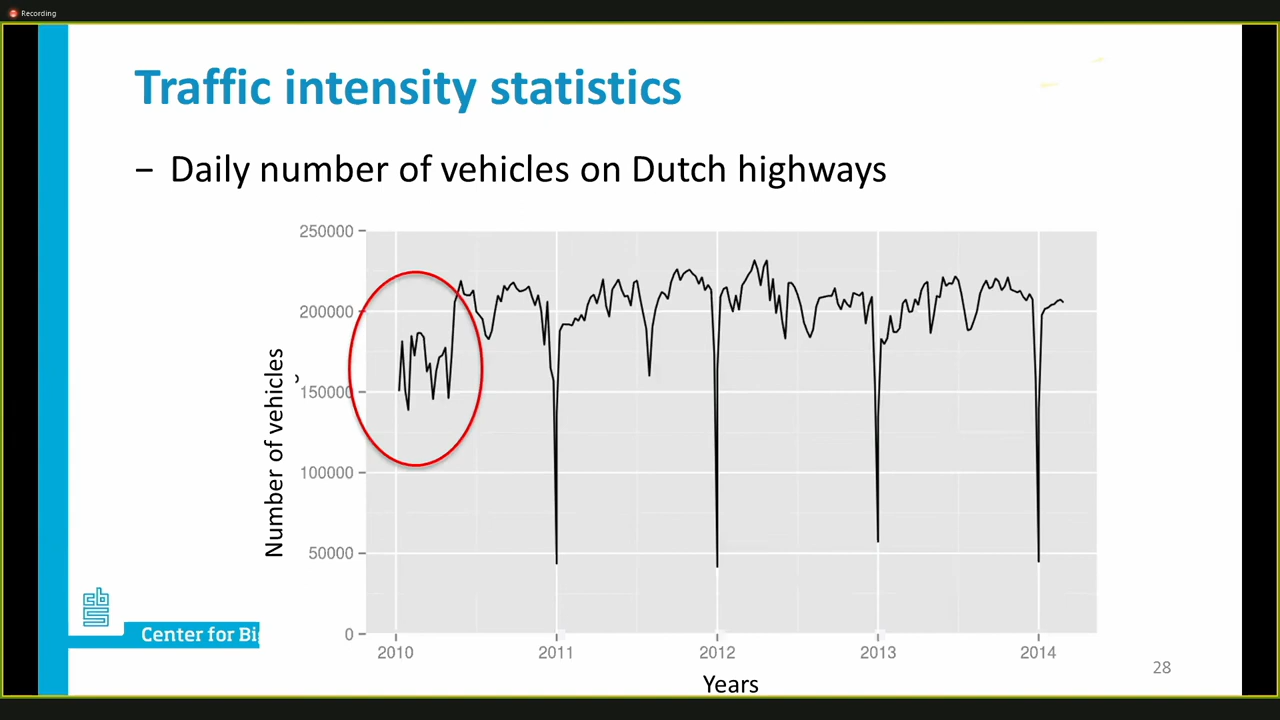 Recording
Traffic intensity statistics
– Daily number of vehicles on Dutch highways
250000
200000
150000
100000
50000
0
Number of vehicles
2010 2011 2012 2013 2014
Years
cbs
Center for Bi
28